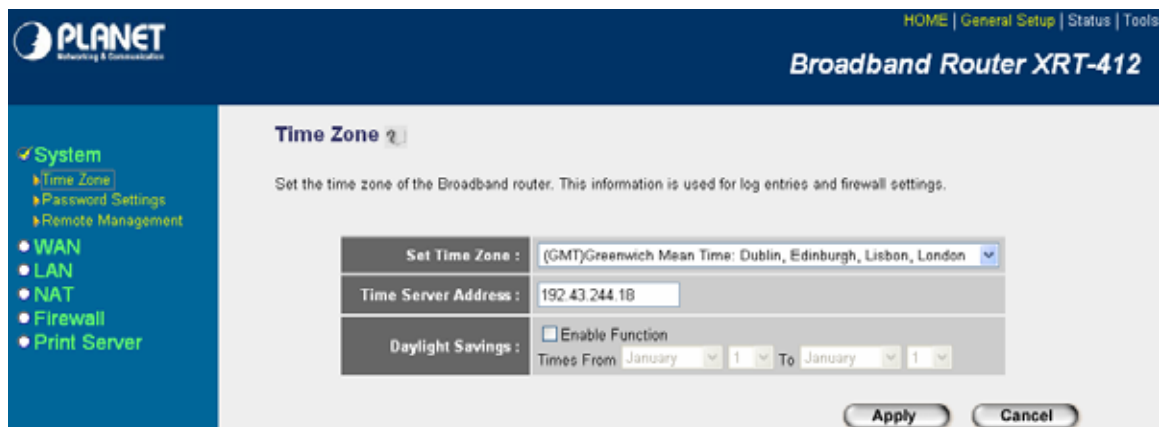 PLANET
Networking & Communication
HOME | General Setup | Status | Tools
Broadband Router XRT-412
System
Time Zone
Password Settings
Remote Management
WAN
LAN
NAT
Firewall
Print Server
Time Zone
Set the time zone of the Broadband router. This information is used for log entries and firewall settings.
Set Time Zone : (GMT)Greenwich Mean Time: Dublin, Edinburgh, Lisbon, London
Time Server Address : 192.43.244.18
Daylight Savings : Enable Function
Times From January 1 To January 1
Apply Cancel